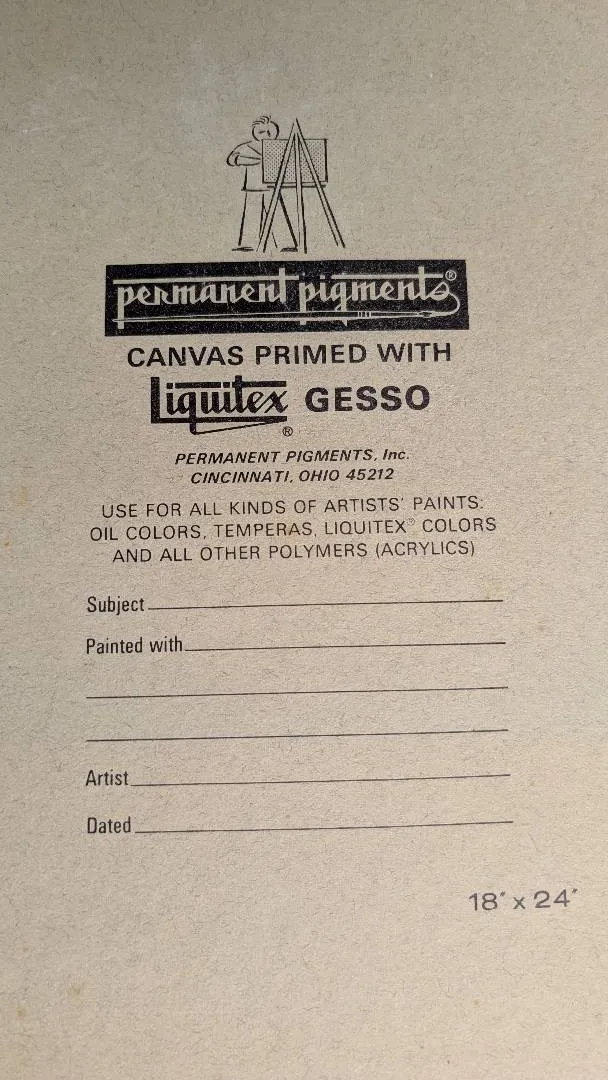 permanent pigments®
CANVAS PRIMED WITH
Liquitex® GESSO
PERMANENT PIGMENTS, Inc.
CINCINNATI, OHIO 45212
USE FOR ALL KINDS OF ARTISTS' PAINTS:
OIL COLORS, TEMPERAS, LIQUITEX® COLORS
AND ALL OTHER POLYMERS (ACRYLICS)
Subject
Painted with
Artist
Dated
18" x 24"